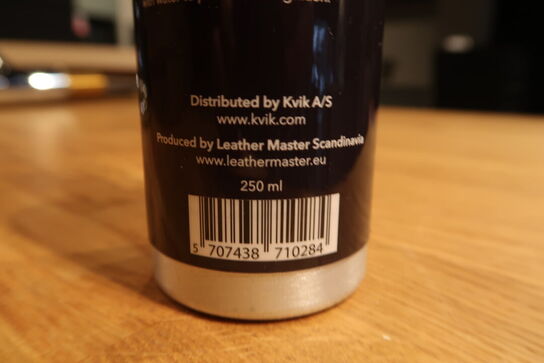 Distributed by Kvik A/S
www.kvik.com
Produced by Leather Master Scandinavia
www.leathermaster.eu
250 ml
5 707438 710284